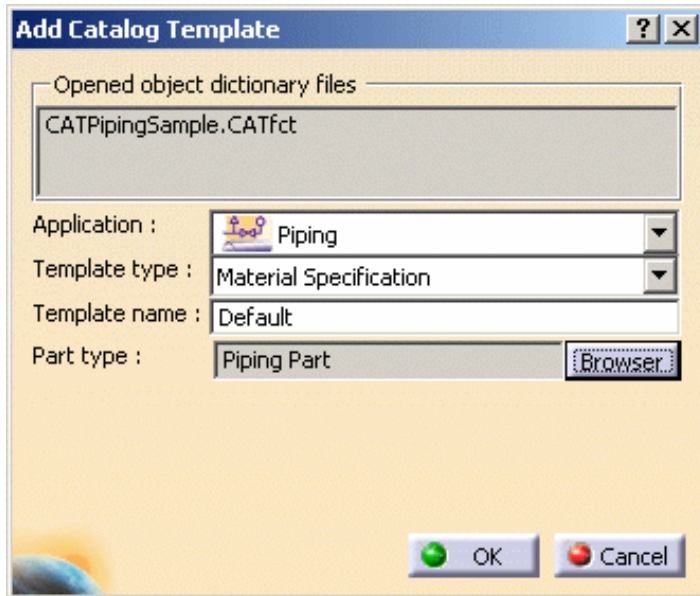 Add Catalog Template
Opened object dictionary files
CATPipingSample.CATfct
Application : Piping
Template type : Material Specification
Template name : Default
Part type : Piping Part Browser
OK Cancel